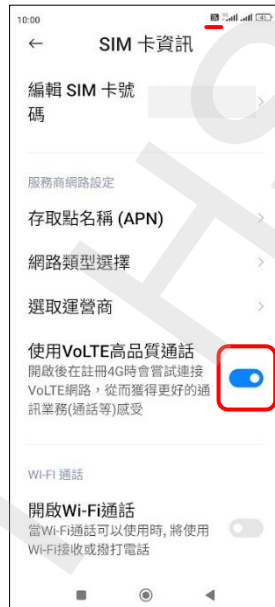 10:00
SIM 卡資訊
編輯 SIM 卡號
碼
服務商網路設定
存取點名稱 (APN)
網路類型選擇
選取運營商
使用VoLTE高品質通話
開啟後在註冊4G時會嘗試連接
VoLTE網路，從而獲得更好的通
訊業務(通話等)感受
WI-FI 通話
開啟Wi-Fi通話
當Wi-Fi通話可以使用時, 將使用
Wi-Fi接收或撥打電話